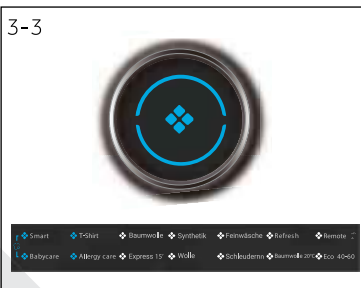 3-3
Smart T-Shirt Baumwolle Synthetik Feinwäsche Refresh Remote
Babycare Allergy care Express 15' Wolle Schleudernn Baumwolle 20°C Eco 40-60